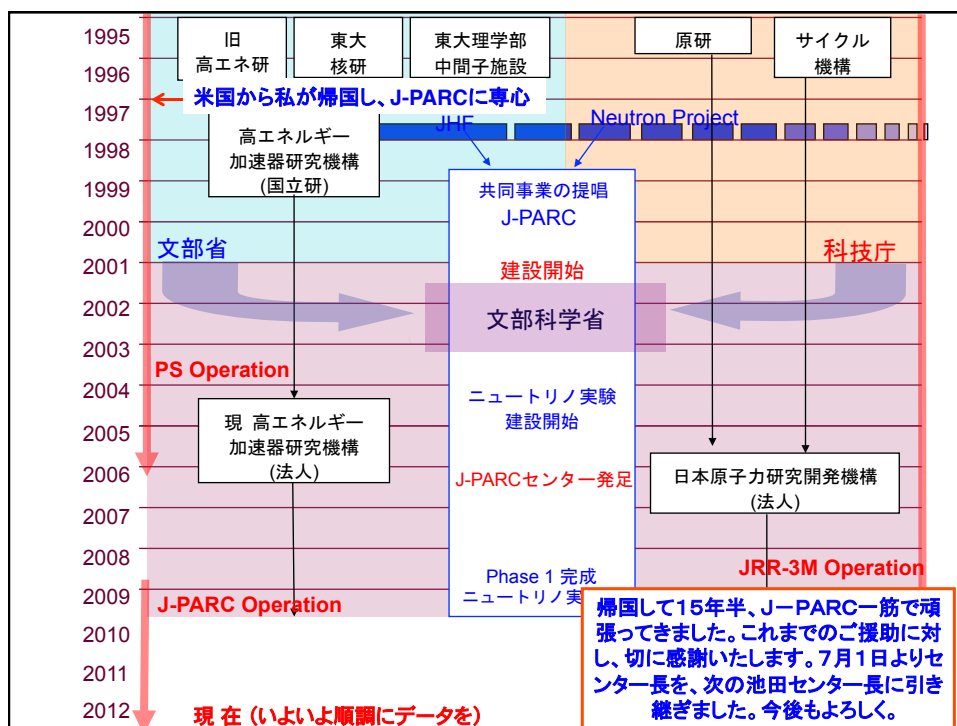 1995
1996
1997
1998
1999
2000
2001
2002
2003
2004
2005
2006
2007
2008
2009
2010
2011
2012
旧
高エネ研
東大
核研
東大理学部
中間子施設
原研
サイクル
機構
米国から私が帰国し、J-PARCに専心
高エネルギー
加速器研究機構
(国立研)
JHF
Neutron Project
共同事業の提唱
J-PARC
文部省
科技庁
建設開始
文部科学省
PS Operation
ニュートリノ実験
建設開始
現 高エネルギー
加速器研究機構
(法人)
J-PARCセンター発足
日本原子力研究開発機構
(法人)
JRR-3M Operation
Phase 1 完成
ニュートリノ実
J-PARC Operation
帰国して15年半、J-PARC一筋で頑
張ってきました。これまでのご援助に対
し、切に感謝いたします。7月1日よりセ
ンター長を、次の池田センター長に引き
継ぎました。今後もよろしく。
現 在 (いよいよ順調にデータを)